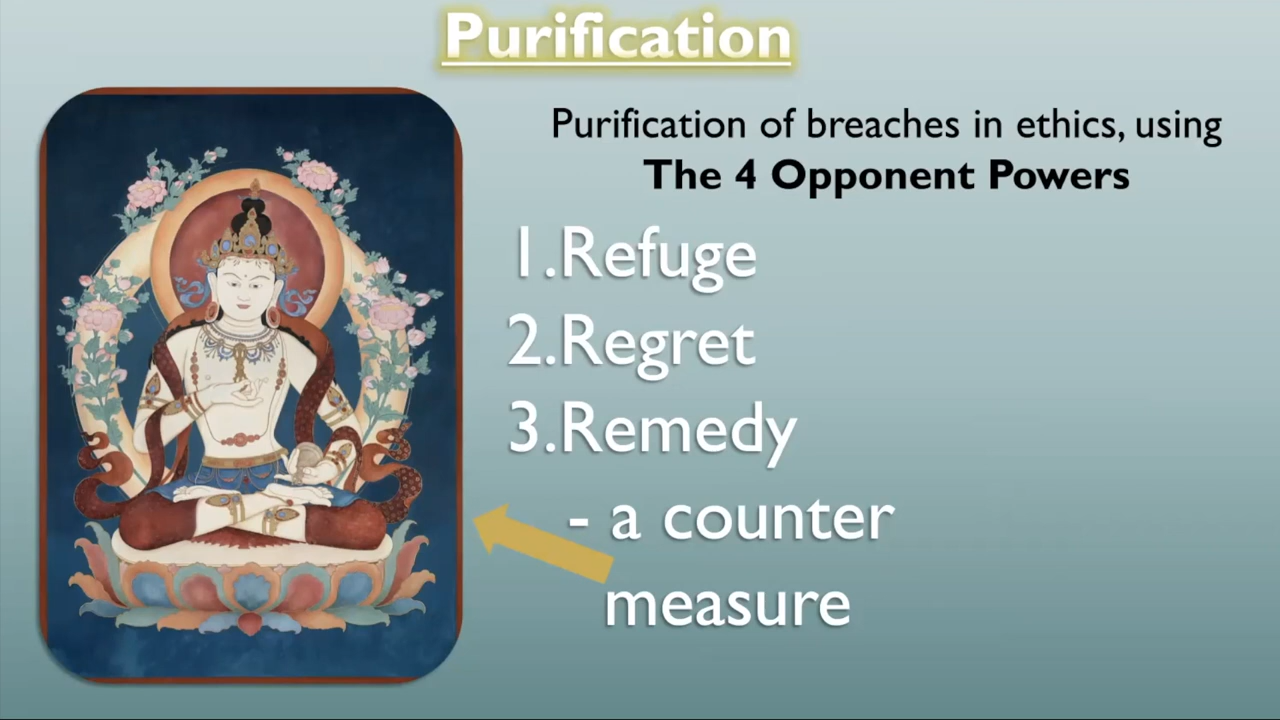 Purification
Purification of breaches in ethics, using
The 4 Opponent Powers
1.Refuge
2.Regret
3.Remedy
- a counter
measure